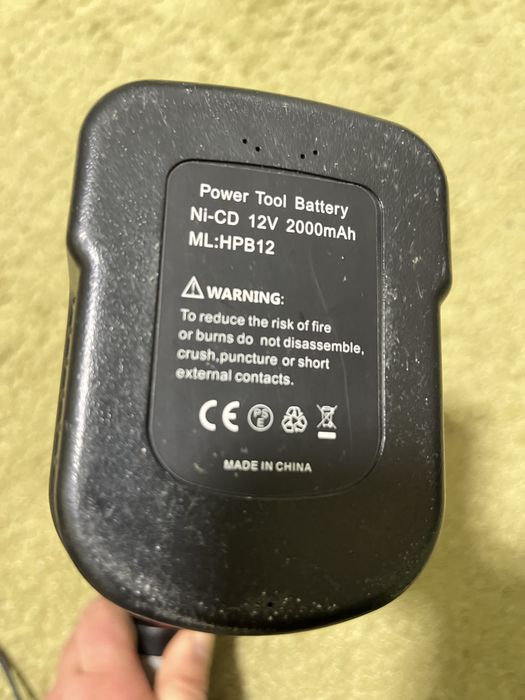 Power Tool Battery
Ni-CD 12V 2000mAh
ML:HPB12
WARNING:
To reduce the risk of fire
or burns do not disassemble,
crush,puncture or short
external contacts.
CE PS E
MADE IN CHINA